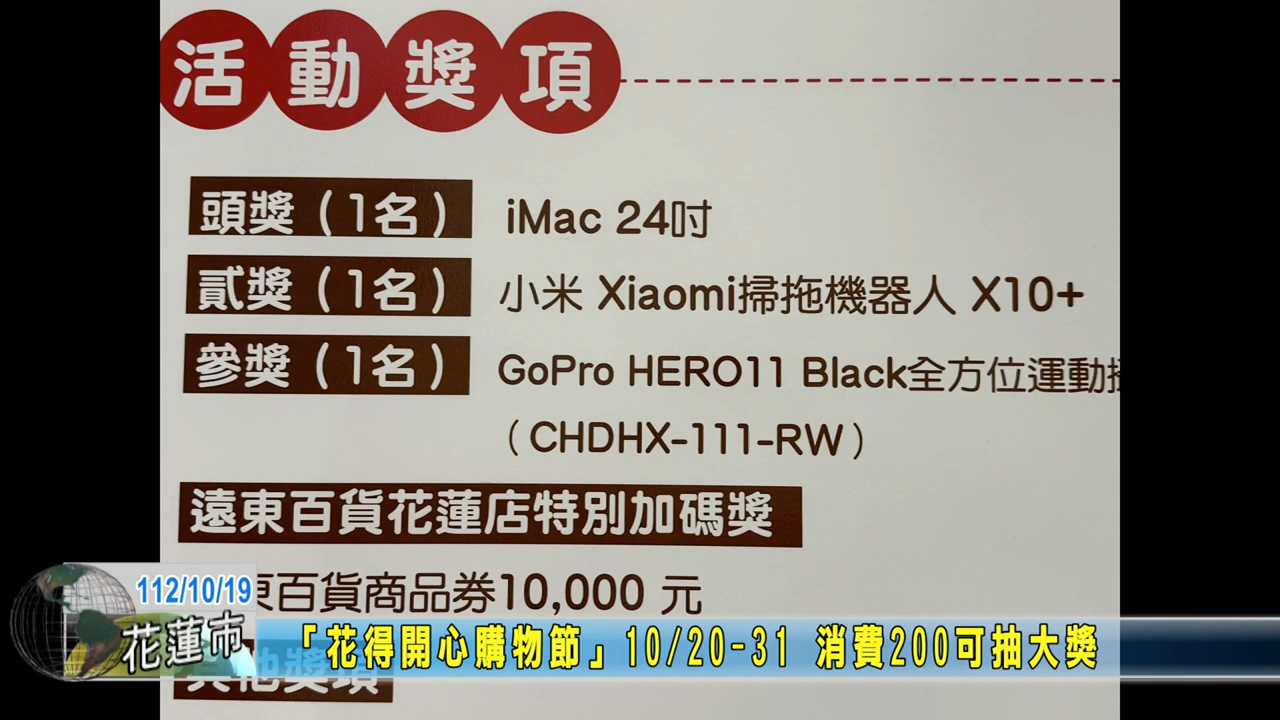 活動獎項
頭獎（1名） iMac 24吋
貳獎（1名） 小米 Xiaomi掃拖機器人 X10+
參獎（1名） GoPro HERO11 Black全方位運動
（CHDHX-111-RW）
遠東百貨花蓮店特別加碼獎
東百貨商品券10,000 元
其他獎項
112/10/19
花蓮市
「花得開心購物節」10/20-31 消費200可抽大獎